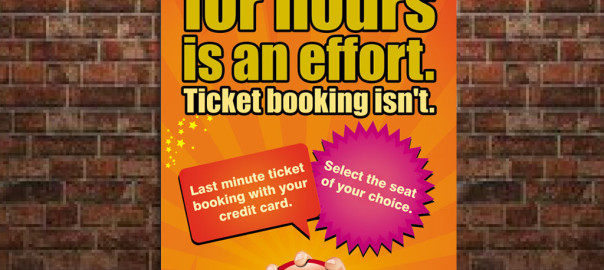 for hours
is an effort.
Ticket booking isn't.
Last minute ticket
booking with your
credit card.
Select the seat
of your choice.